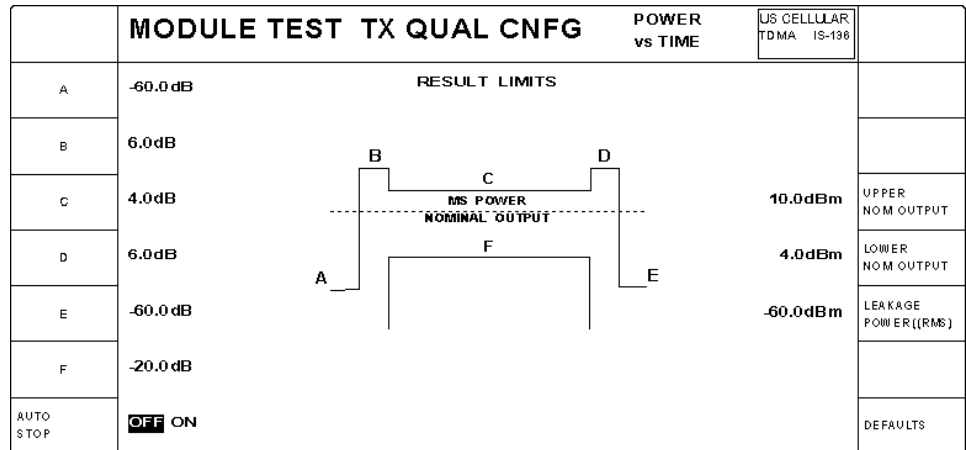 MODULE TEST TX QUAL CNFG
POWER
vs TIME
US CELLULAR
TDMA IS-136
RESULT LIMITS
A
-60.0dB
B
6.0dB
C
4.0dB
D
6.0dB
E
-60.0dB
F
-20.0dB
AUTO
STOP
OFF ON
B
D
C
MS POWER
NOMINAL OUTPUT
F
A
E
10.0dBm
UPPER
NOM OUTPUT
4.0dBm
LOWER
NOM OUTPUT
-60.0dBm
LEAKAGE
POWER((RMS)
DEFAULTS